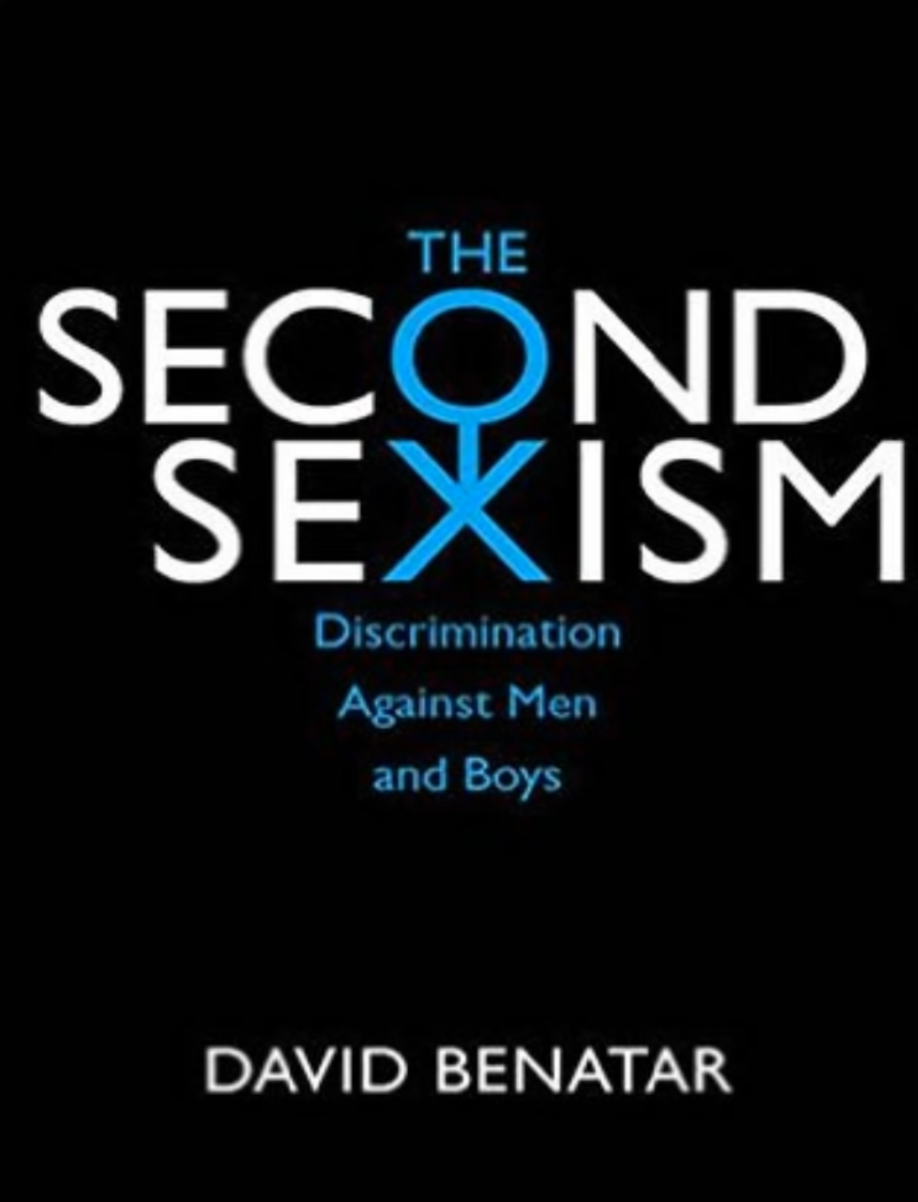 THE
SECOND
SEXISM
Discrimination
Against Men
and Boys
DAVID BENATAR